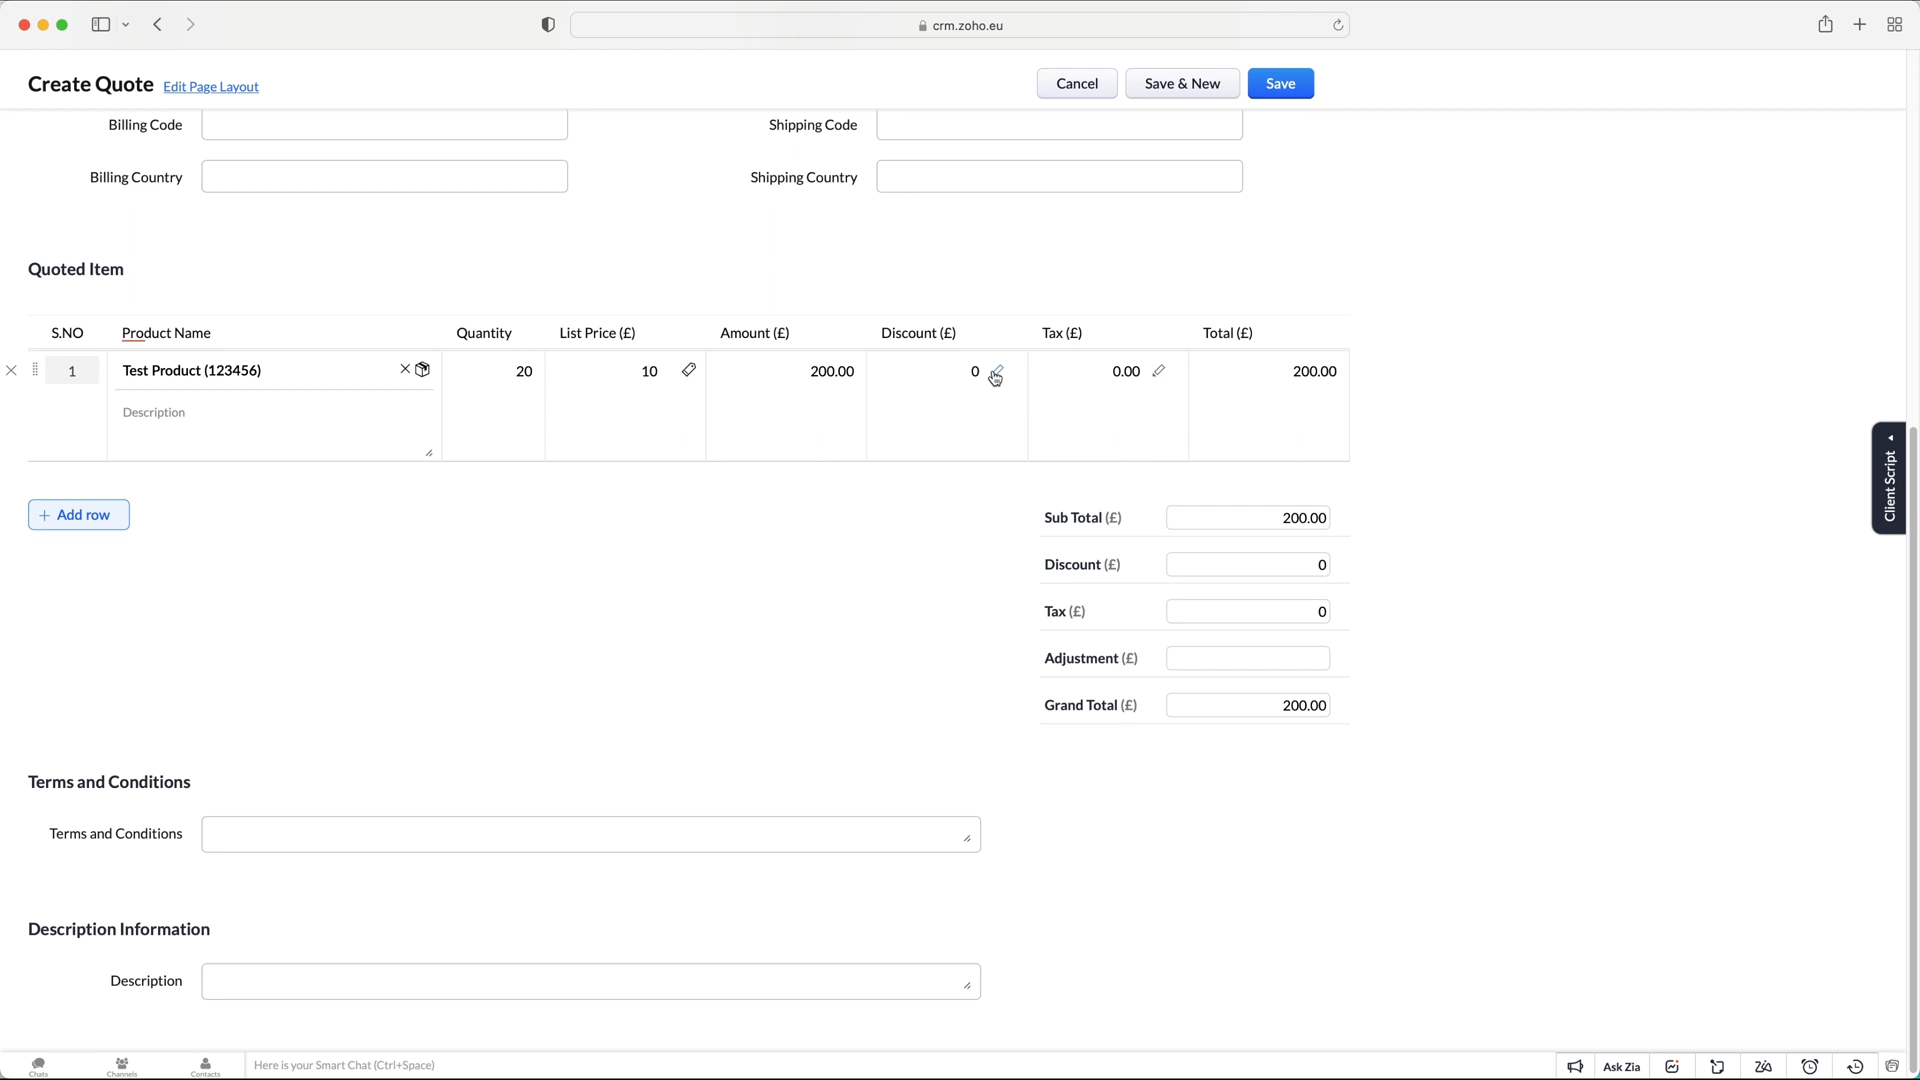 crm.zoho.eu
Create Quote Edit Page Layout
Cancel
Save & New
Save
Billing Code
Shipping Code
Billing Country
Shipping Country
Quoted Item
S.NO Product Name Quantity List Price (£) Amount (£) Discount (£) Tax (£) Total (£)
1 Test Product (123456) 20 10 200.00 0 0.00 200.00
Description
Client Script
+ Add row
Sub Total (£) 200.00
Discount (£) 0
Tax (£) 0
Adjustment (£)
Grand Total (£) 200.00
Terms and Conditions
Terms and Conditions
Description Information
Description
Chats
Channels
Contacts
Here is your Smart Chat (Ctrl+Space)
Ask Zia